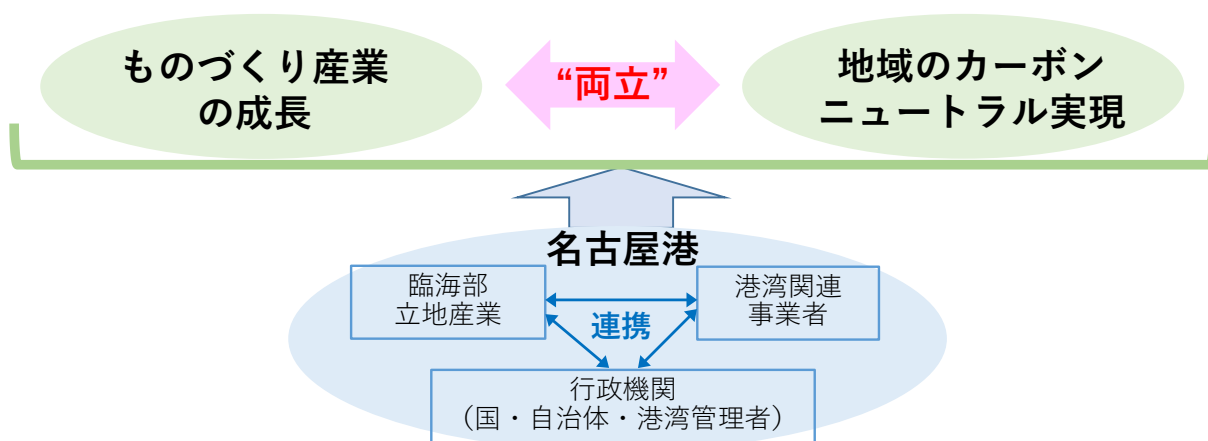 ものづくり産業
の成長
“両立”
地域のカーボン
ニュートラル実現
名古屋港
臨海部
立地産業
連携
港湾関連
事業者
行政機関
（国・自治体・港湾管理者）